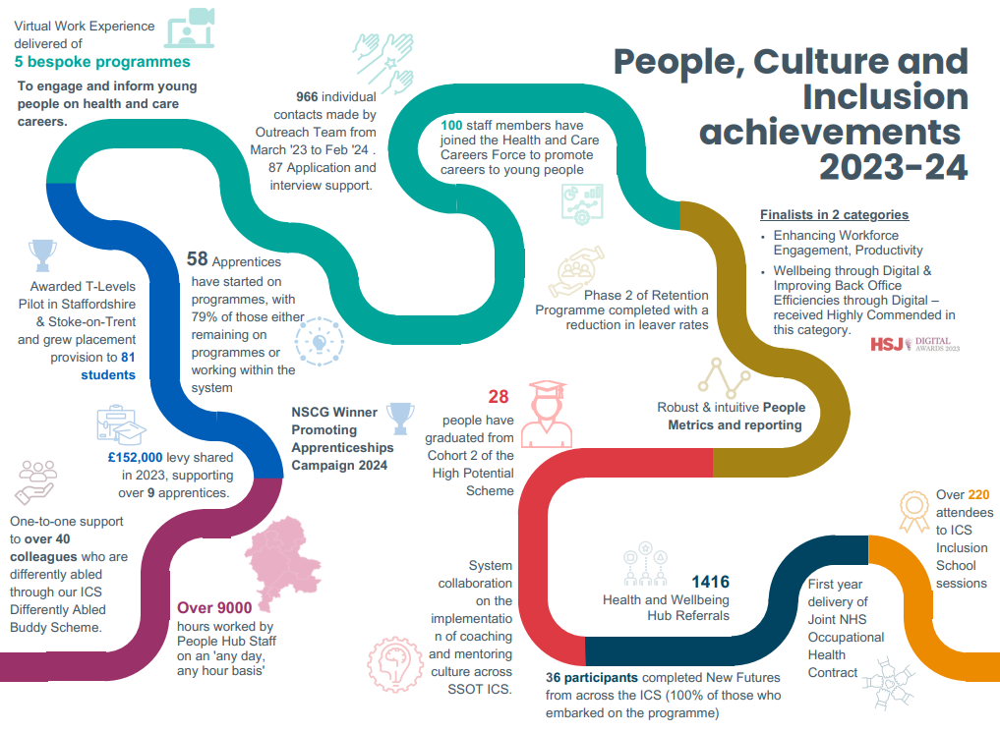 People, Culture and
Inclusion
achievements
2023-24
Virtual Work Experience
delivered of
5 bespoke programmes
To engage and inform young
people on health and care
careers.
966 individual
contacts made by
Outreach Team from
March '23 to Feb '24 .
87 Application and
interview support.
100 staff members have
joined the Health and Care
Careers Force to promote
careers to young people
Finalists in 2 categories
• Enhancing Workforce
Engagement, Productivity
• Wellbeing through Digital &
Improving Back Office
Efficiencies through Digital –
received Highly Commended in
this category.
HSJ DIGITAL
AWARDS 2023
Awarded T-Levels
Pilot in Staffordshire
& Stoke-on-Trent
and grew placement
provision to 81
students
58 Apprentices
have started on
programmes, with
79% of those either
remaining on
programmes or
working within the
system
Phase 2 of Retention
Programme completed with a
reduction in leaver rates
Robust & intuitive People
Metrics and reporting
28
people have
graduated from
Cohort 2 of the
High Potential
Scheme
NSCG Winner
Promoting
Apprenticeships
Campaign 2024
£152,000 levy shared
in 2023, supporting
over 9 apprentices.
One-to-one support
to over 40
colleagues who are
differently abled
through our ICS
Differently Abled
Buddy Scheme.
Over 9000
hours worked by
People Hub Staff
on an 'any day,
any hour basis'
System
collaboration
on the
implementatio
n of coaching
and mentoring
culture across
SSOT ICS.
1416
Health and Wellbeing
Hub Referrals
36 participants completed New Futures
from across the ICS (100% of those who
embarked on the programme)
First year
delivery of
Joint NHS
Occupational
Health
Contract
Over 220
attendees
to ICS
Inclusion
School
sessions